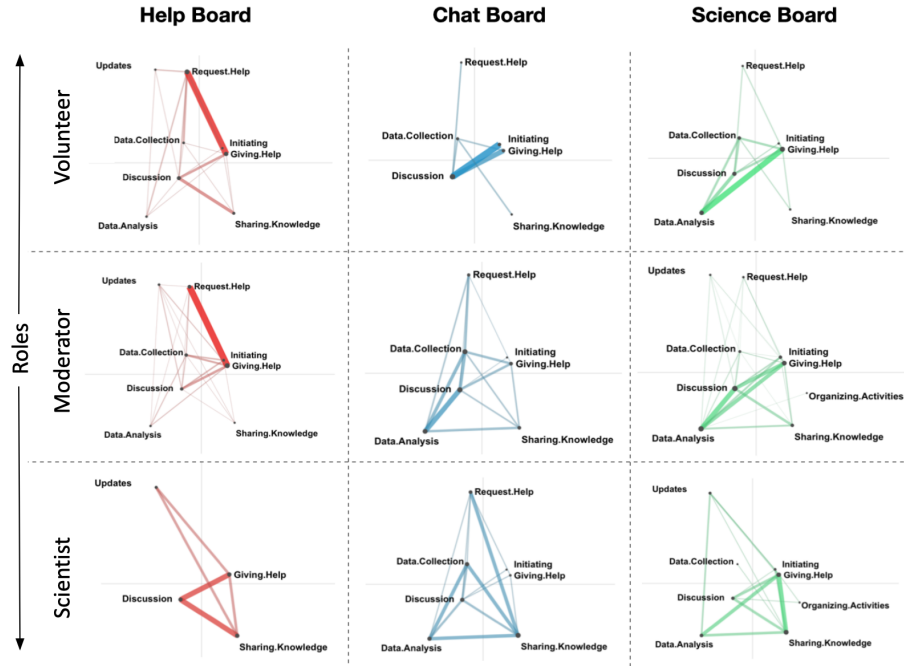 Help Board
Chat Board
Science Board
Roles
Volunteer
Updates
Request.Help
Data.Collection
Initiating
Giving.Help
Discussion
Data.Analysis
Sharing.Knowledge
Request.Help
Data.Collection
Initiating
Giving.Help
Discussion
Sharing.Knowledge
Request.Help
Data.Collection
Initiating
Giving.Help
Discussion
Data.Analysis
Sharing.Knowledge
Moderator
Updates
Request.Help
Data.Collection
Initiating
Giving.Help
Discussion
Data.Analysis
Sharing.Knowledge
Request.Help
Data.Collection
Initiating
Giving.Help
Discussion
Data.Analysis
Sharing.Knowledge
Updates
Request.Help
Data.Collection
Initiating
Giving.Help
Discussion
Organizing.Activities
Data.Analysis
Sharing.Knowledge
Scientist
Updates
Giving.Help
Discussion
Sharing.Knowledge
Request.Help
Data.Collection
Initiating
Giving.Help
Discussion
Data.Analysis
Sharing.Knowledge
Updates
Data.Collection
Initiating
Giving.Help
Discussion
Organizing.Activities
Data.Analysis
Sharing.Knowledge